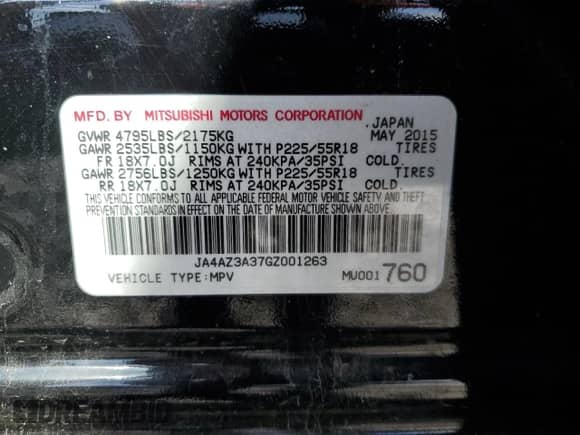 MFD. BY MITSUBISHI MOTORS CORPORATION, JAPAN
GVWR 4795LBS/2175KG MAY 2015
GAWR 2535LBS/1150KG WITH P225/55R18 TIRES
FR 18X7.0J RIMS AT 240KPA/35PSI COLD.
GAWR 2756LBS/1250KG WITH P225/55R18 TIRES
RR 18X7.0J RIMS AT 240KPA/35PSI COLD.
THIS VEHICLE CONFORMS TO ALL APPLICABLE FEDERAL MOTOR VEHICLE SAFETY AND
THEFT PREVENTION STANDARDS IN EFFECT ON THE DATE OF MANUFACTURE SHOWN ABOVE.
JA4AZ3A37GZ001263
VEHICLE TYPE:MPV MU001760
STDREAMBID